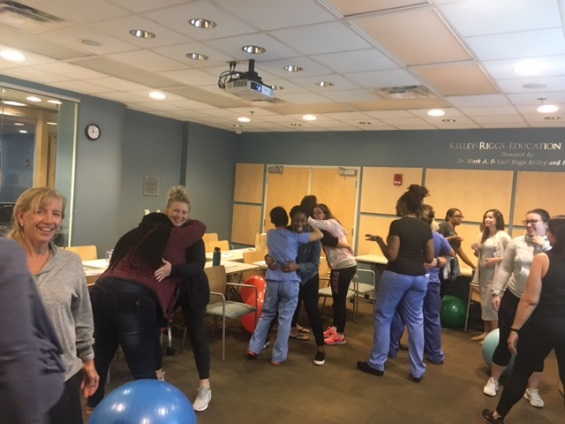 KELLEY-RIGGS EDUCATION
Donated by
Dr. Mark A. & Gail Riggs Kelley and